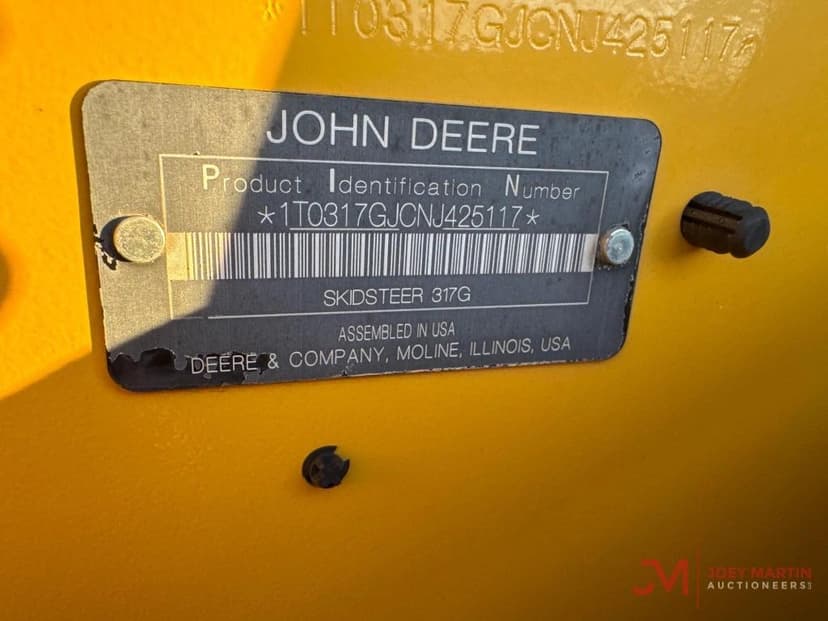 1T0317GJCNJ425117
JOHN DEERE
Product Identification Number
*1T0317GJCNJ425117*
SKIDSTEER 317G
ASSEMBLED IN USA
DEERE & COMPANY, MOLINE, ILLINOIS, USA
JM JOEY MARTIN
AUCTIONEERS